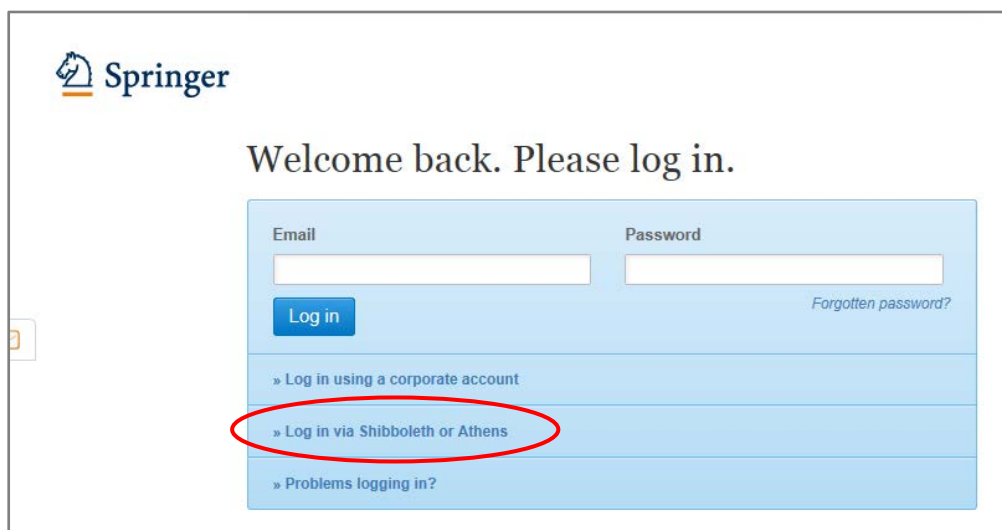 Springer
Welcome back. Please log in.
Email
Password
Forgotten password?
Log in
» Log in using a corporate account
» Log in via Shibboleth or Athens
» Problems logging in?